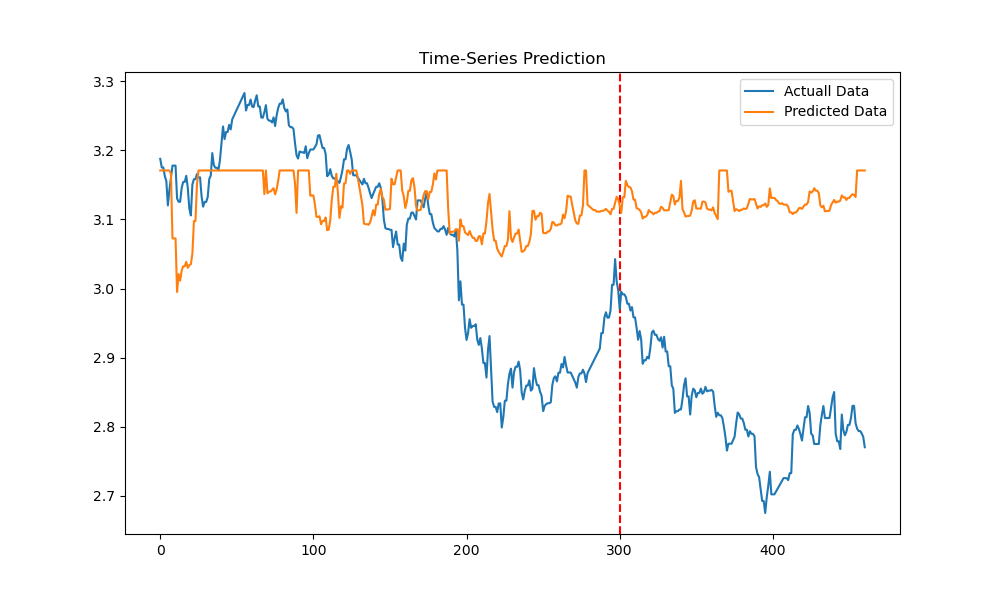 Time-Series Prediction
Actuall Data
Predicted Data
3.3
3.2
3.1
3.0
2.9
2.8
2.7
0 100 200 300 400